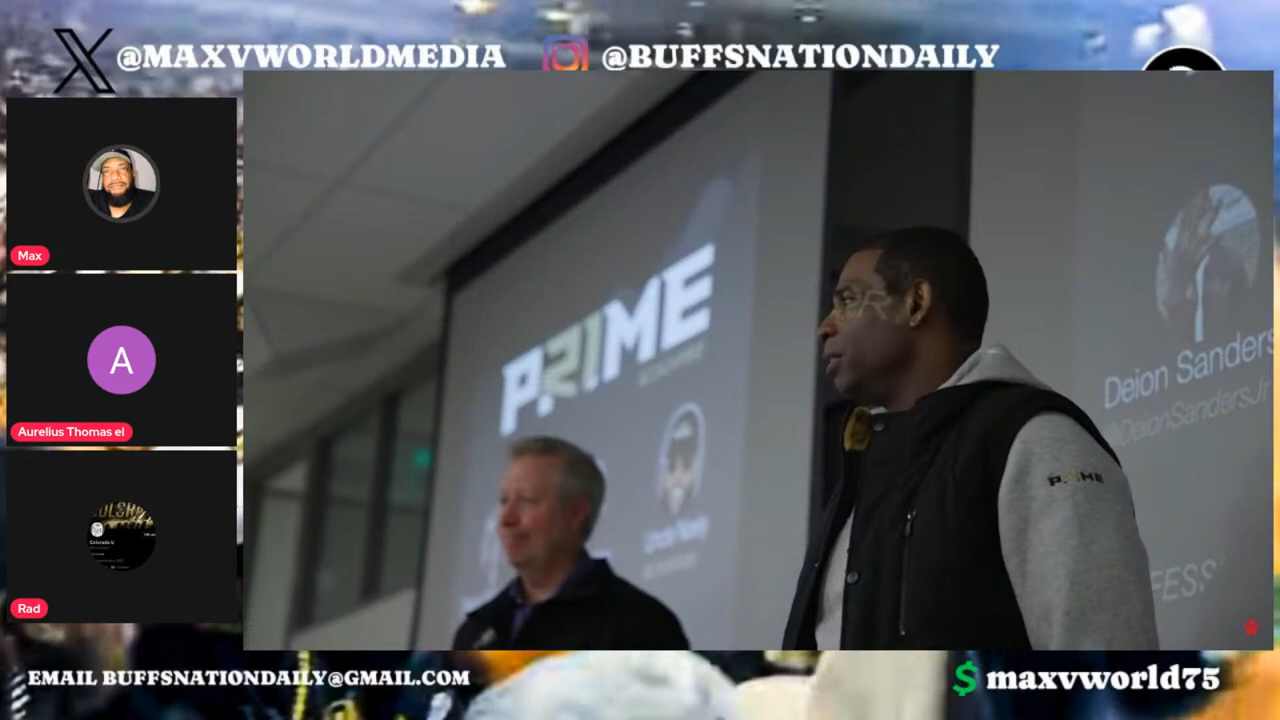 @MAXVWORLDMEDIA
@BUFFSNATIONDAILY
Max
A
Aurelius Thomas el
Rad
PRIME
Deion Sanders
@DeionSandersJr
PRIME
EMAIL BUFFSNATIONDAILY@GMAIL.COM
$ maxvworld75